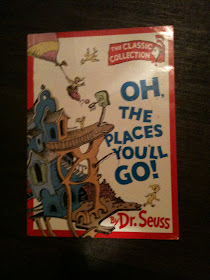 THE CLASSIC
COLLECTION
OH,
THE
PLACES
YOU'LL
GO!
By Dr. Seuss